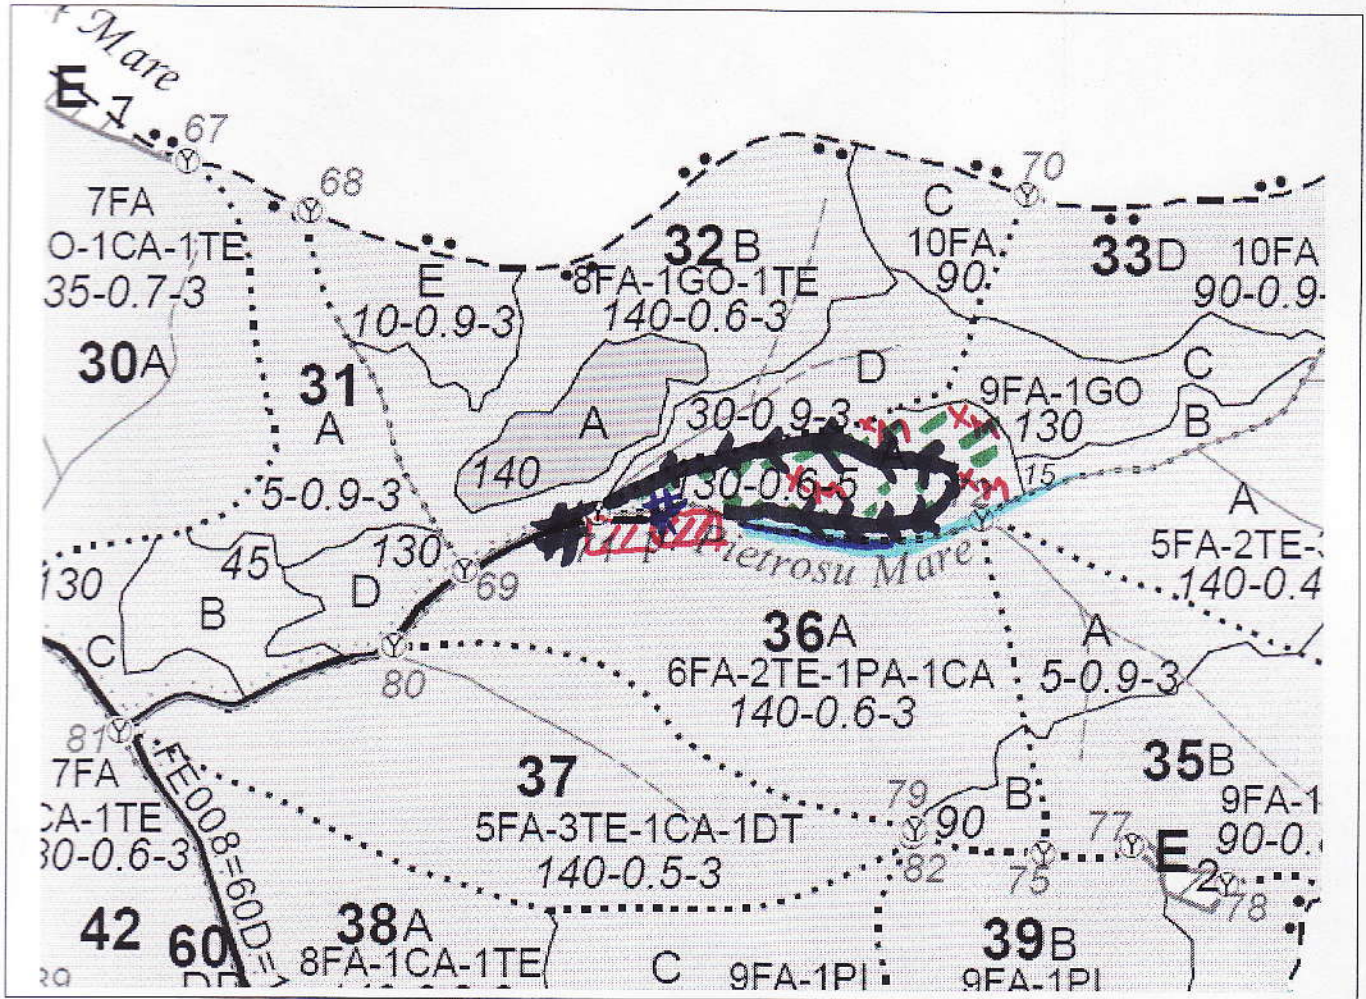 Mare
E
1
67
68
70
7FA
O-1CA-1TE
35-0.7-3
30A
31
A
5-0.9-3
E
10-0.9-3
32B
8FA-1GO-1TE
140-0.6-3
C
10FA
90
33D
10FA
90-0.9-
A
140
D
30-0.9-3
130-0.6-5
9FA-1GO
130
C
B
15
A
5FA-2TE-
140-0.4
130
45
B
130
D
69
C
80
81
Pietrosu Mare
36A
6FA-2TE-1PA-1CA
140-0.6-3
A
5-0.9-3
7FA
CA-1TE
30-0.6-3
FE008=60D=1
37
5FA-3TE-1CA-1DT
140-0.5-3
79
90
B
82
75
77
35B
9FA-1
90-0.
E
2
78
42
60
38A
8FA-1CA-1TE
C
9FA-1PI
39B
9FA-1PI